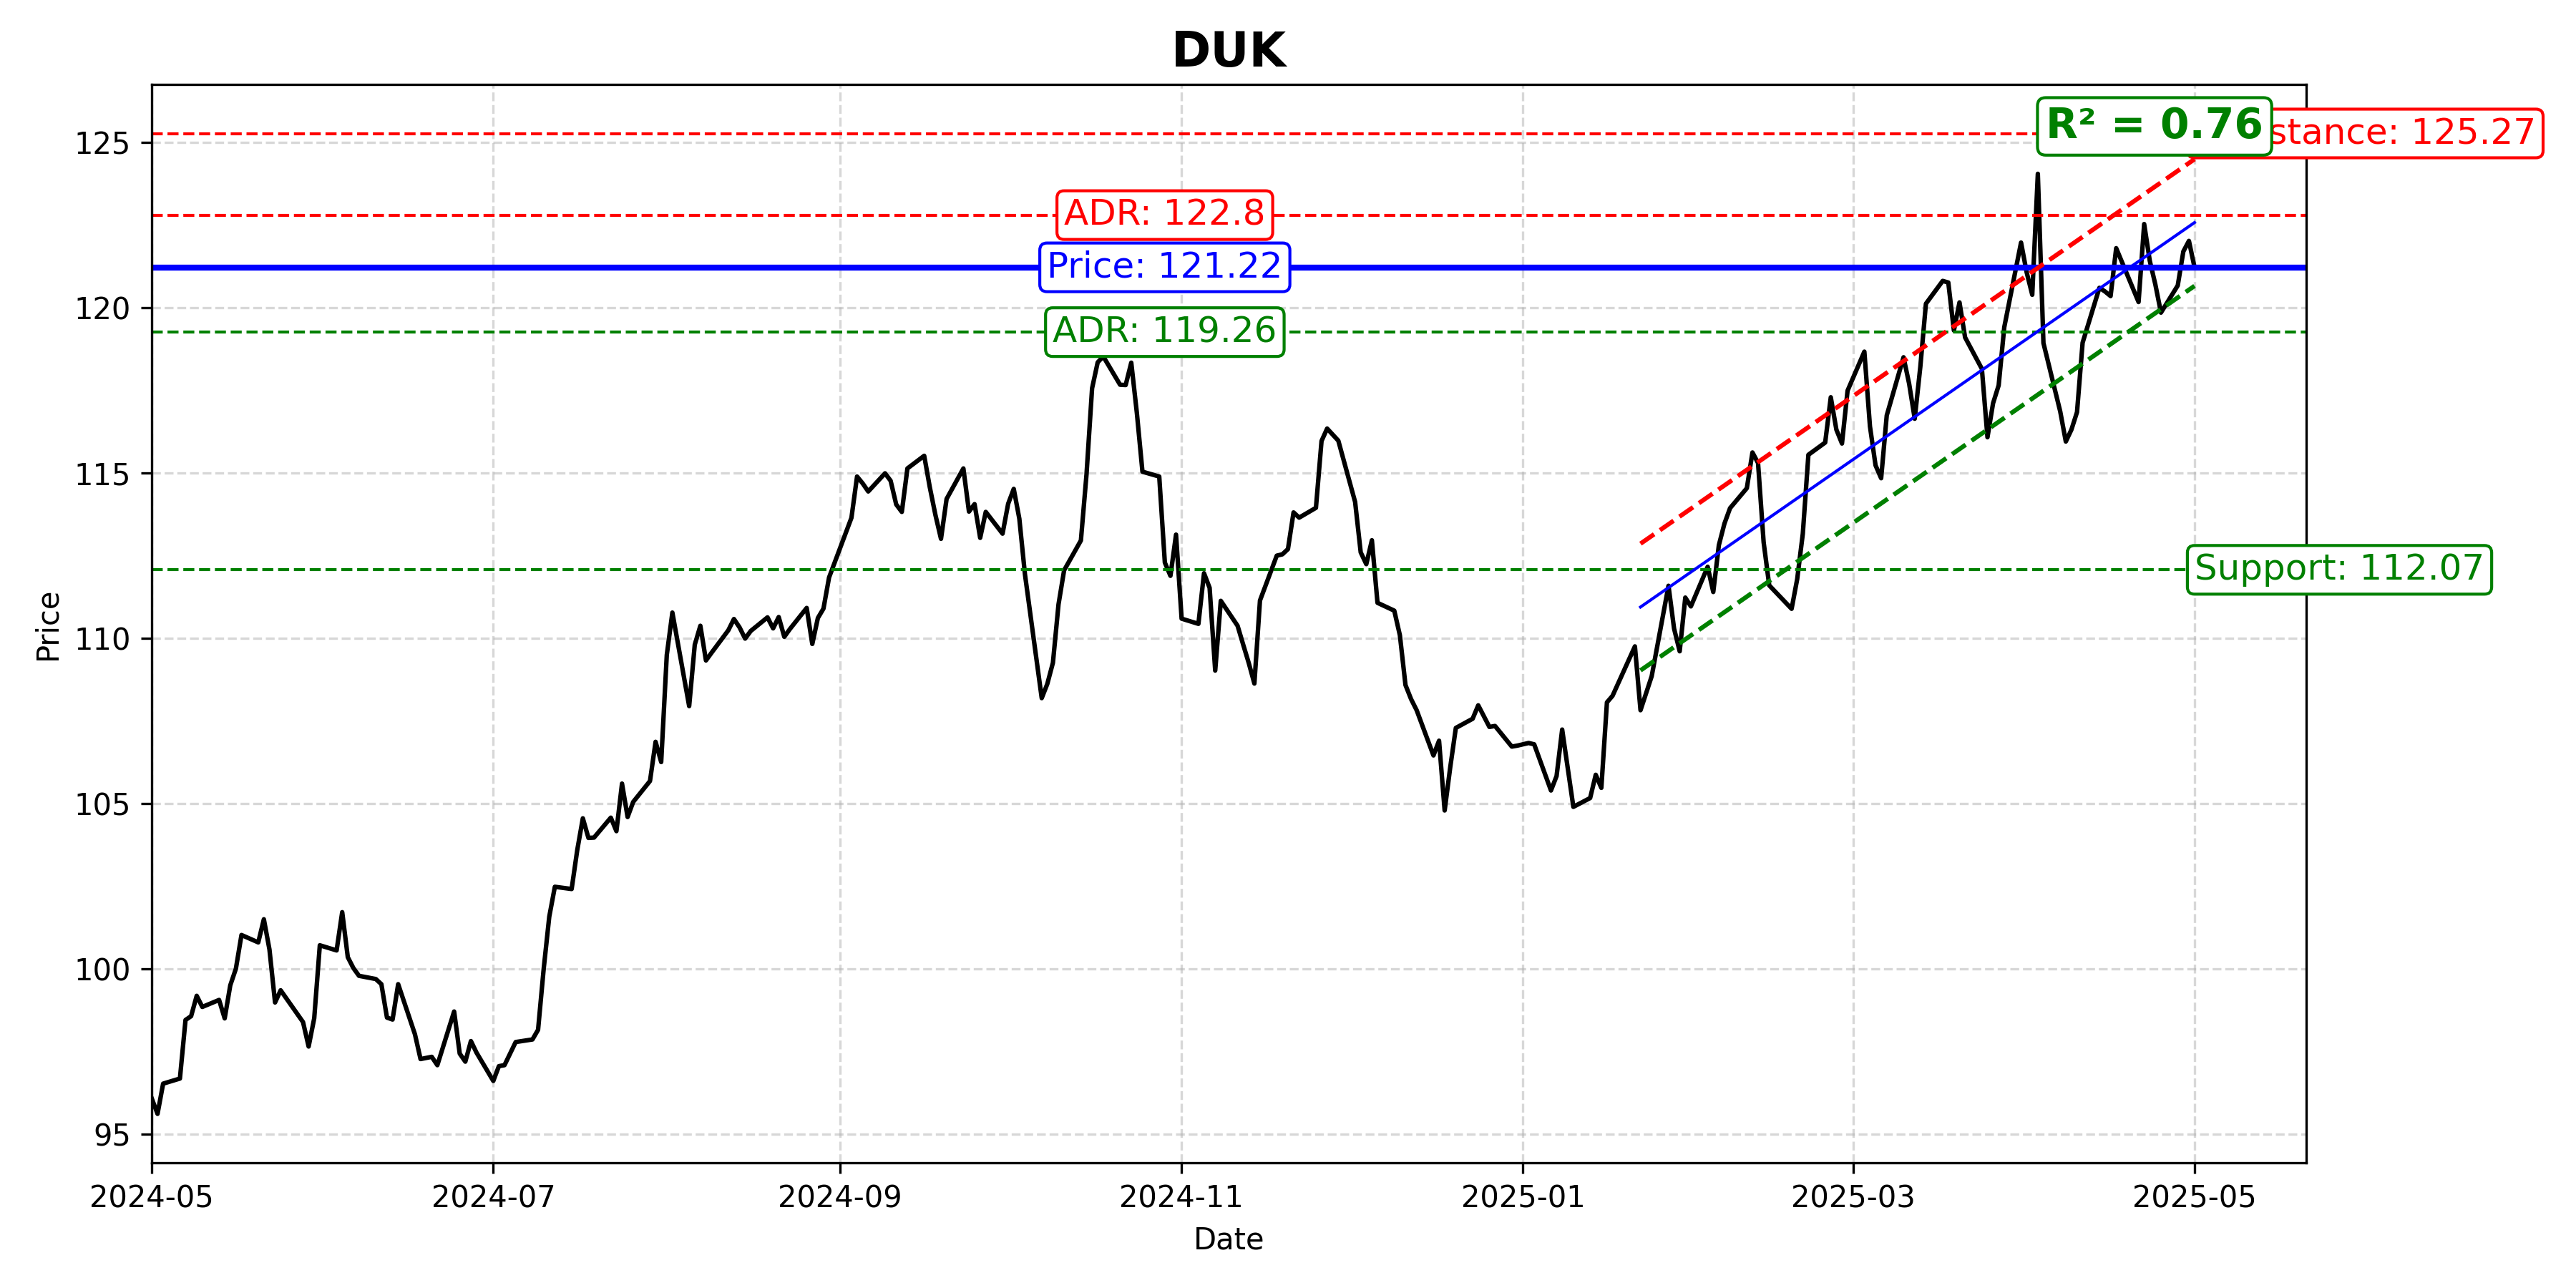 DUK
R² = 0.76
stance: 125.27
ADR: 122.8
Price: 121.22
ADR: 119.26
Support: 112.07
Price
125
120
115
110
105
100
95
2024-05
2024-07
2024-09
2024-11
2025-01
2025-03
2025-05
Date